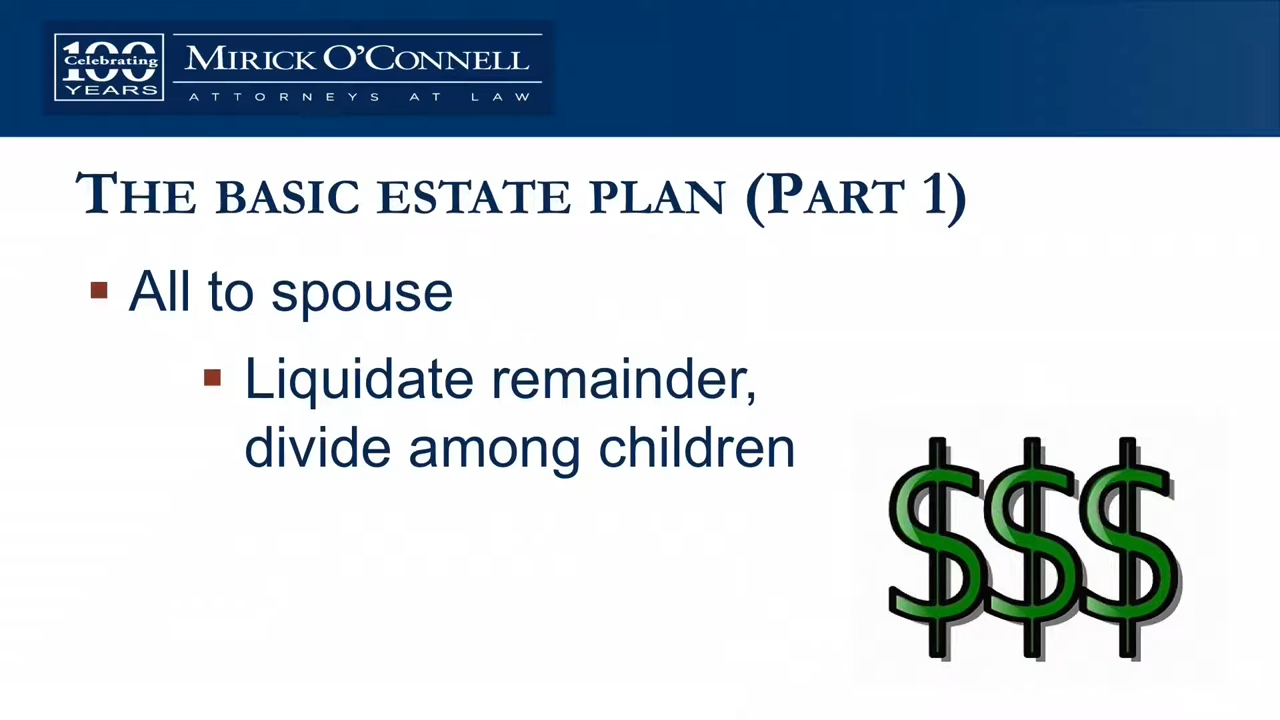 100
Celebrating
YEARS
MIRICK O'CONNELL
ATTORNEYS AT LAW
THE BASIC ESTATE PLAN (PART 1)
All to spouse
Liquidate remainder,
divide among children
$$$